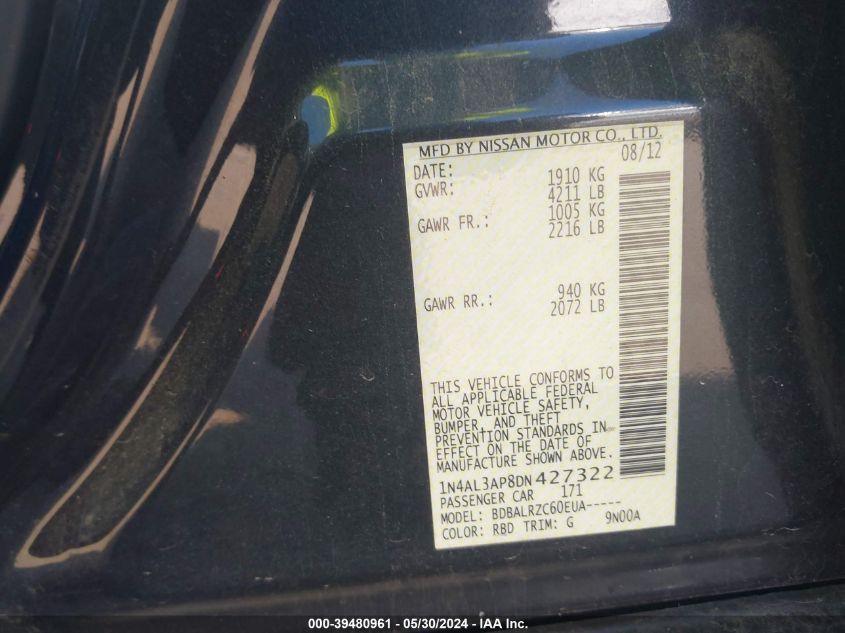 MFD BY NISSAN MOTOR CO., LTD.
DATE: 08/12
GVWR: 1910 KG
4211 LB
GAWR FR.: 1005 KG
2216 LB
GAWR RR.: 940 KG
2072 LB
THIS VEHICLE CONFORMS TO
ALL APPLICABLE FEDERAL
MOTOR VEHICLE SAFETY,
BUMPER, AND THEFT
PREVENTION STANDARDS IN
EFFECT ON THE DATE OF
MANUFACTURE SHOWN ABOVE.
1N4AL3AP8DN427322
PASSENGER CAR 171
MODEL: BDBALRZC60EUA-----
COLOR: RBD TRIM: G 9N00A
000-39480961 - 05/30/2024 - IAA Inc.